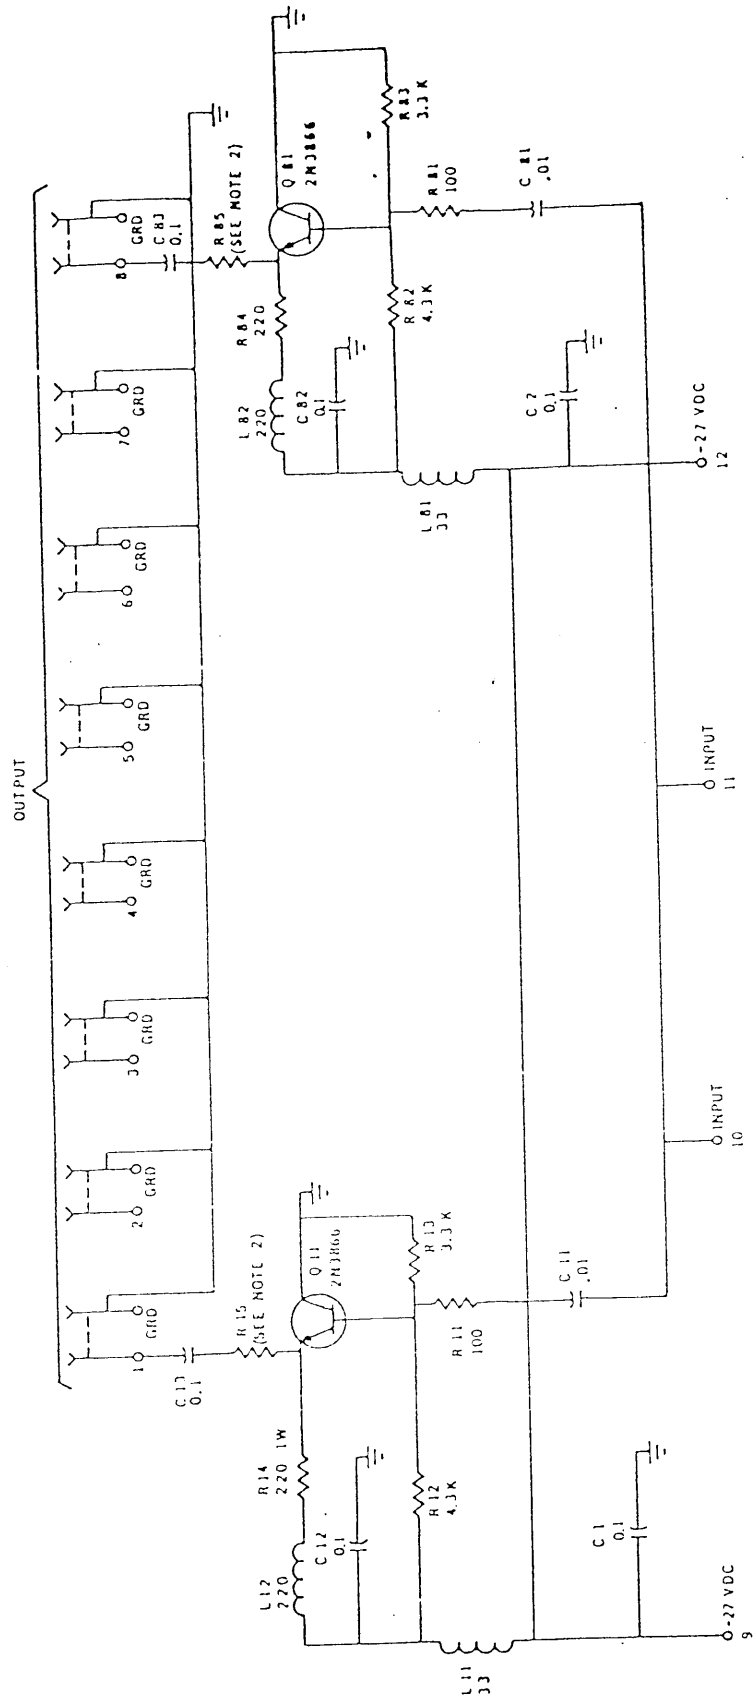 OUTPUT
1
GRD
2
GRD
3
GRD
4
GRD
5
GRD
6
GRD
7
GRD
8
GRD
C 13
0.1
R 15
(SEE NOTE 2)
C 83
0.1
R 85
(SEE NOTE 2)
Q 11
2N3866
Q 81
2N3866
R14
220 1W
L12
220
C 12
0.1
R 13
3.3 K
R 84
220
L 82
220
C 82
0.1
R 83
3.3 K
R12
4.3 K
R 11
100
R 82
4.3 K
R 81
100
L 11
33
C 11
.01
L 81
33
C 81
.01
C 1
0.1
C 2
0.1
-27 VDC
9
INPUT
10
INPUT
11
-27 VDC
12